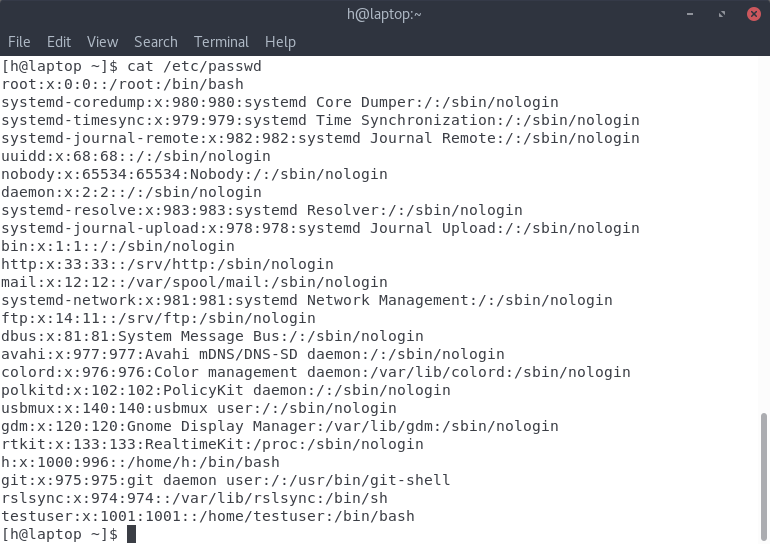 h@laptop:~
File Edit View Search Terminal Help
[h@laptop ~]$ cat /etc/passwd
root:x:0:0::/root:/bin/bash
systemd-coredump:x:980:980:systemd Core Dumper:/:/sbin/nologin
systemd-timesync:x:979:979:systemd Time Synchronization:/:/sbin/nologin
systemd-journal-remote:x:982:982:systemd Journal Remote:/:/sbin/nologin
uuidd:x:68:68::/:/sbin/nologin
nobody:x:65534:65534:Nobody:/:/sbin/nologin
daemon:x:2:2::/:/sbin/nologin
systemd-resolve:x:983:983:systemd Resolver:/:/sbin/nologin
systemd-journal-upload:x:978:978:systemd Journal Upload:/:/sbin/nologin
bin:x:1:1::/:/sbin/nologin
http:x:33:33::/srv/http:/sbin/nologin
mail:x:12:12::/var/spool/mail:/sbin/nologin
systemd-network:x:981:981:systemd Network Management:/:/sbin/nologin
ftp:x:14:11::/srv/ftp:/sbin/nologin
dbus:x:81:81:System Message Bus:/:/sbin/nologin
avahi:x:977:977:Avahi mDNS/DNS-SD daemon:/:/sbin/nologin
colord:x:976:976:Color management daemon:/var/lib/colord:/sbin/nologin
polkitd:x:102:102:PolicyKit daemon:/:/sbin/nologin
usbmux:x:140:140:usbmux user:/:/sbin/nologin
gdm:x:120:120:Gnome Display Manager:/var/lib/gdm:/sbin/nologin
rtkit:x:133:133:RealtimeKit:/proc:/sbin/nologin
h:x:1000:996::/home/h:/bin/bash
git:x:975:975:git daemon user:/:/usr/bin/git-shell
rslsync:x:974:974::/var/lib/rslsync:/bin/sh
testuser:x:1001:1001::/home/testuser:/bin/bash
[h@laptop ~]$